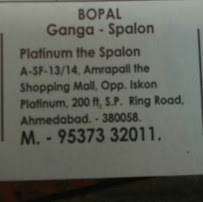 BOPAL
Ganga - Spalon
Platinum the Spalon
A-SF-13/14, Amrapali the
Shopping Mall, Opp. Iskon
Platinum, 200 ft, S.P. Ring Road,
Ahmedabad. - 380058.
M. - 95373 32011.